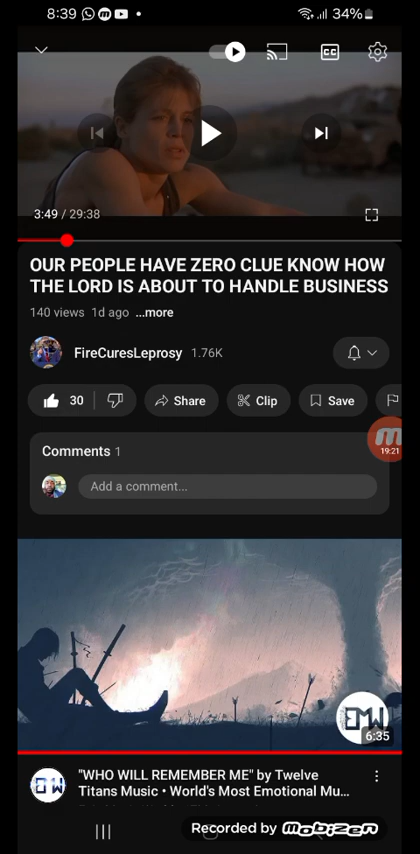 8:39
34%
CC
3:49 / 29:38
OUR PEOPLE HAVE ZERO CLUE KNOW HOW
THE LORD IS ABOUT TO HANDLE BUSINESS
140 views 1d ago ...more
FireCuresLeprosy 1.76K
30 Share Clip Save
19:21
Comments 1
Add a comment...
6:35
"WHO WILL REMEMBER ME" by Twelve
Titans Music • World's Most Emotional Mu...
Recorded by mobizen